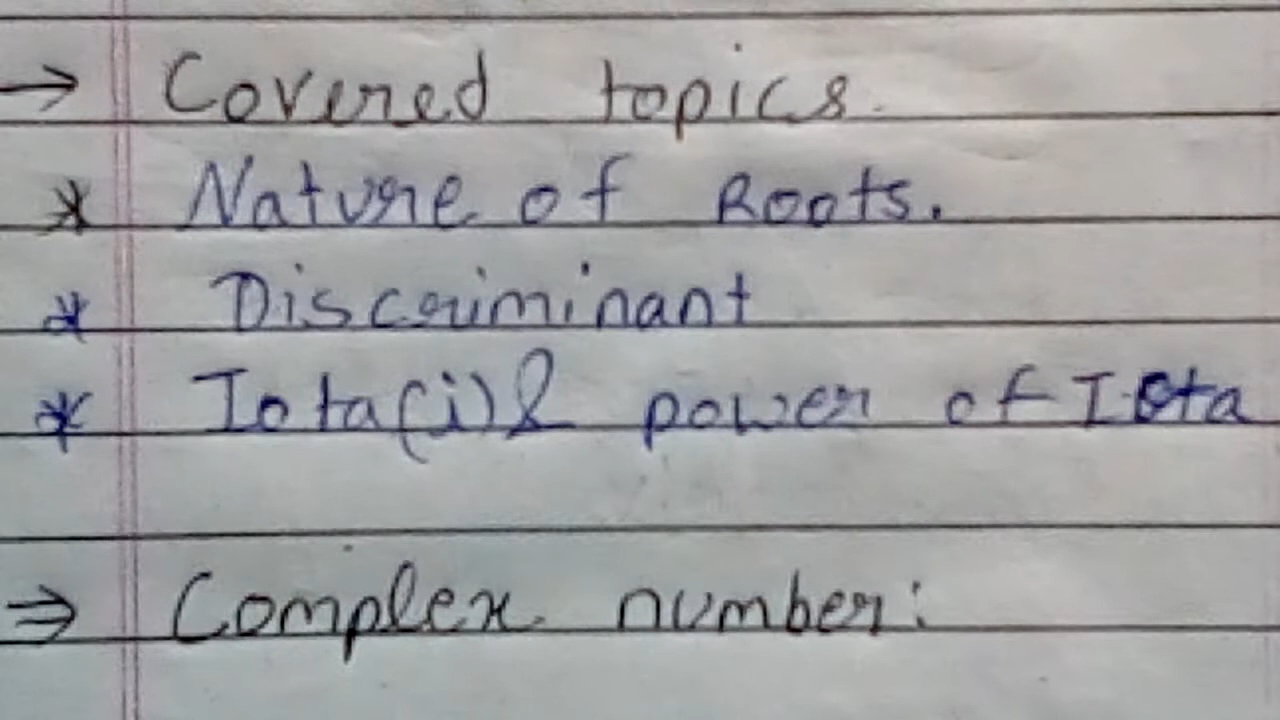 → Covered topics.
* Nature of Roots.
* Discriminant
* Iota(i) & power of Iota
⇒ Complex number: